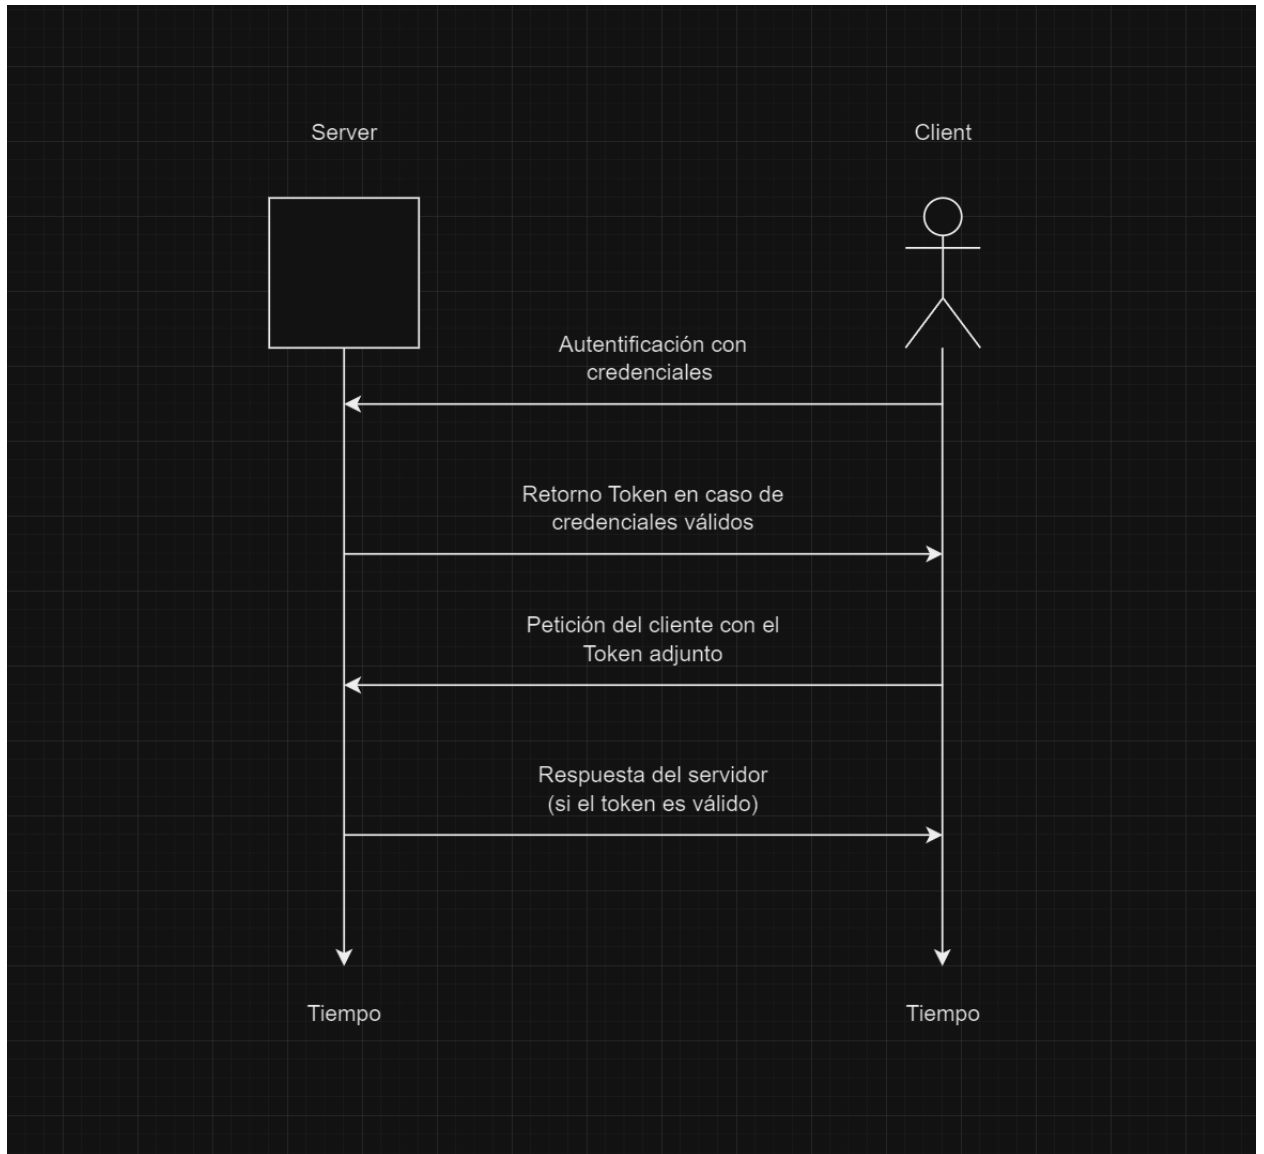 Server
Client
Autentificación con
credenciales
Retorno Token en caso de
credenciales válidos
Petición del cliente con el
Token adjunto
Respuesta del servidor
(si el token es válido)
Tiempo
Tiempo